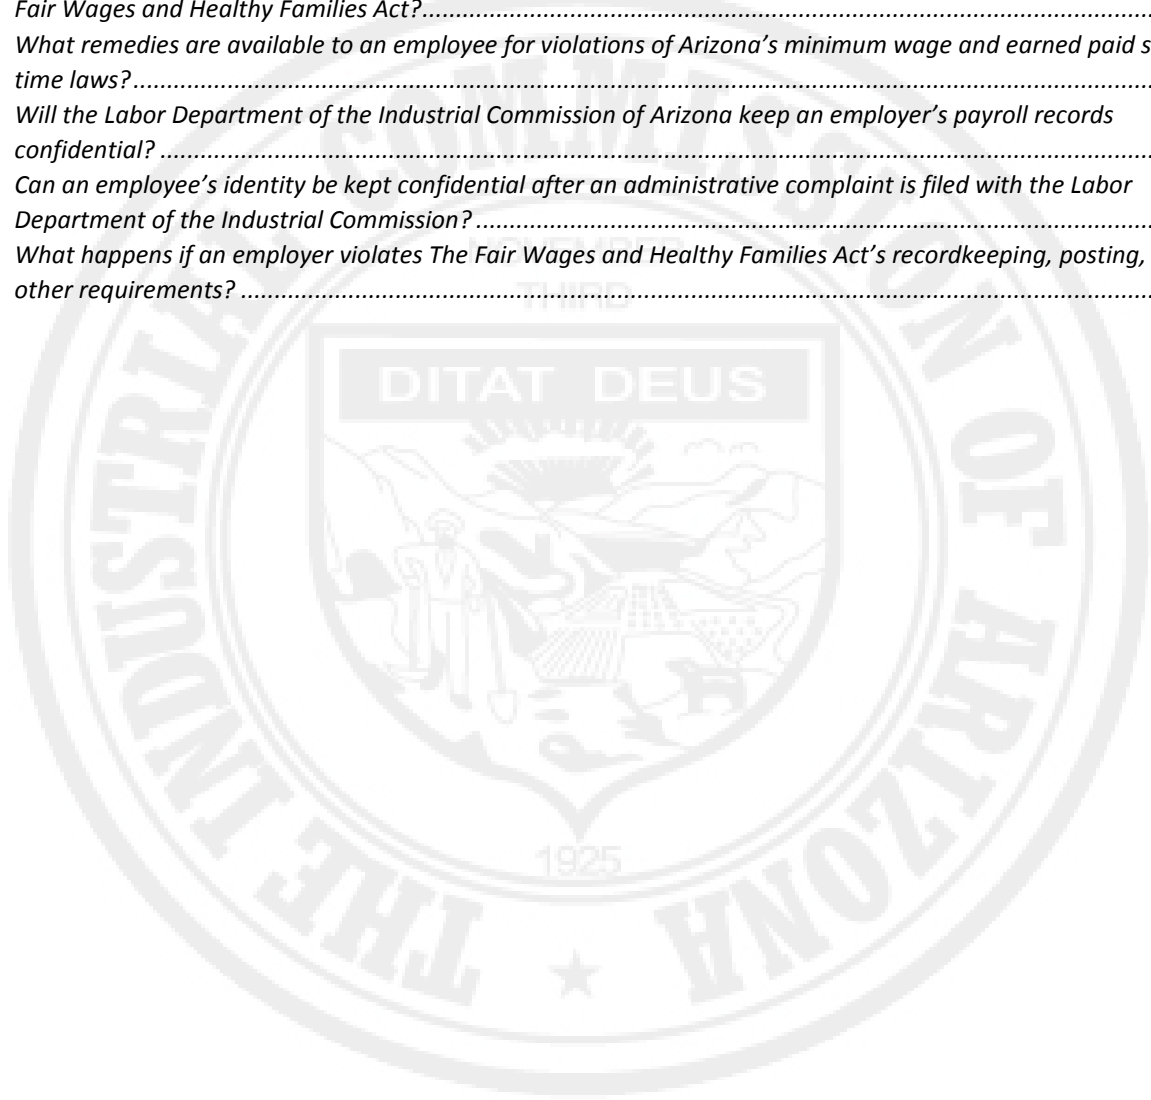 Fair Wages and Healthy Families Act?..........................................................................................................................
What remedies are available to an employee for violations of Arizona’s minimum wage and earned paid s
time laws?................................................................................................................................................................
Will the Labor Department of the Industrial Commission of Arizona keep an employer’s payroll records
confidential? ............................................................................................................................................................
Can an employee’s identity be kept confidential after an administrative complaint is filed with the Labor
Department of the Industrial Commission? ..................................................................................................................
What happens if an employer violates The Fair Wages and Healthy Families Act’s recordkeeping, posting,
other requirements? ................................................................................................................................................
THE INDUSTRIAL COMMISSION OF ARIZONA
NOVEMBER
THIRD
DITAT DEUS
1925